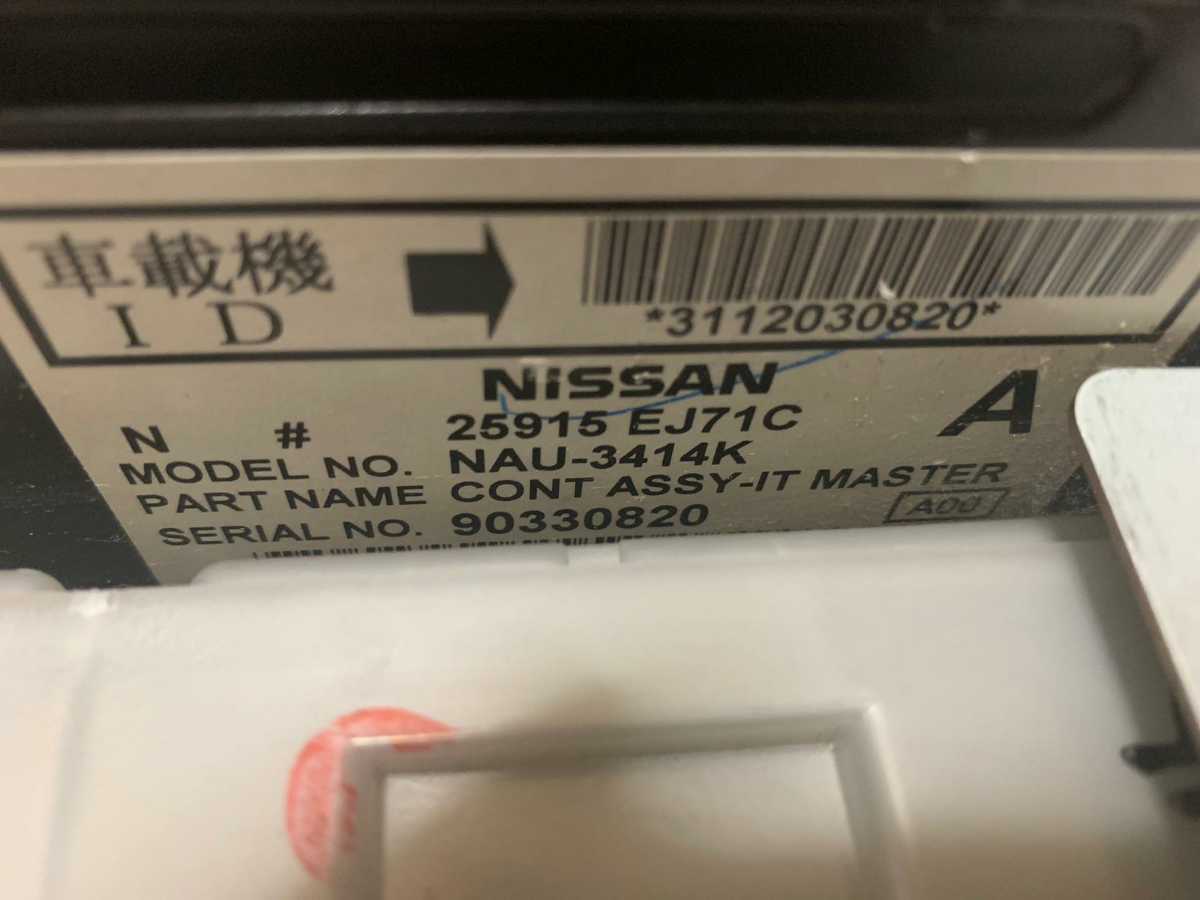 車載機
ID
*3112030820*
NISSAN
N # 25915 EJ71C
A
MODEL NO. NAU-3414K
PART NAME CONT ASSY-IT MASTER
SERIAL NO. 90330820
A00